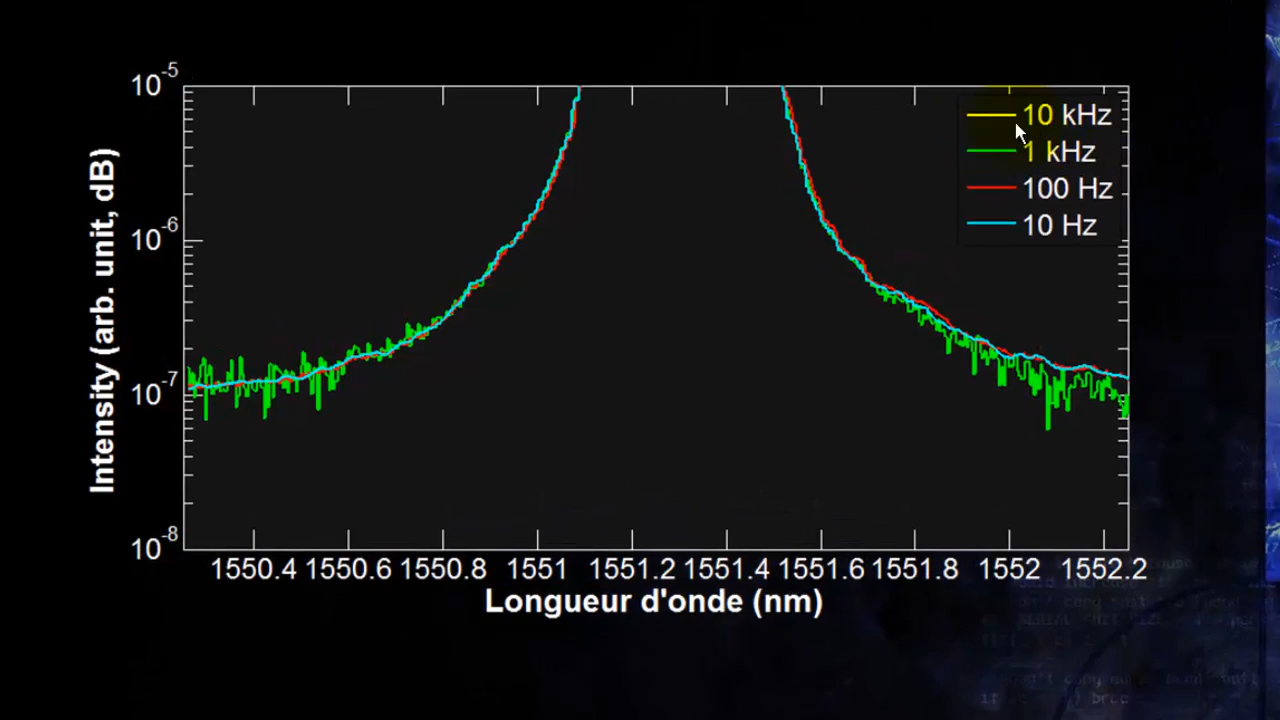 10^-5
10^-6
10^-7
10^-8
Intensity (arb. unit, dB)
10 kHz
1 kHz
100 Hz
10 Hz
1550.4 1550.6 1550.8 1551 1551.2 1551.4 1551.6 1551.8 1552 1552.2
Longueur d'onde (nm)